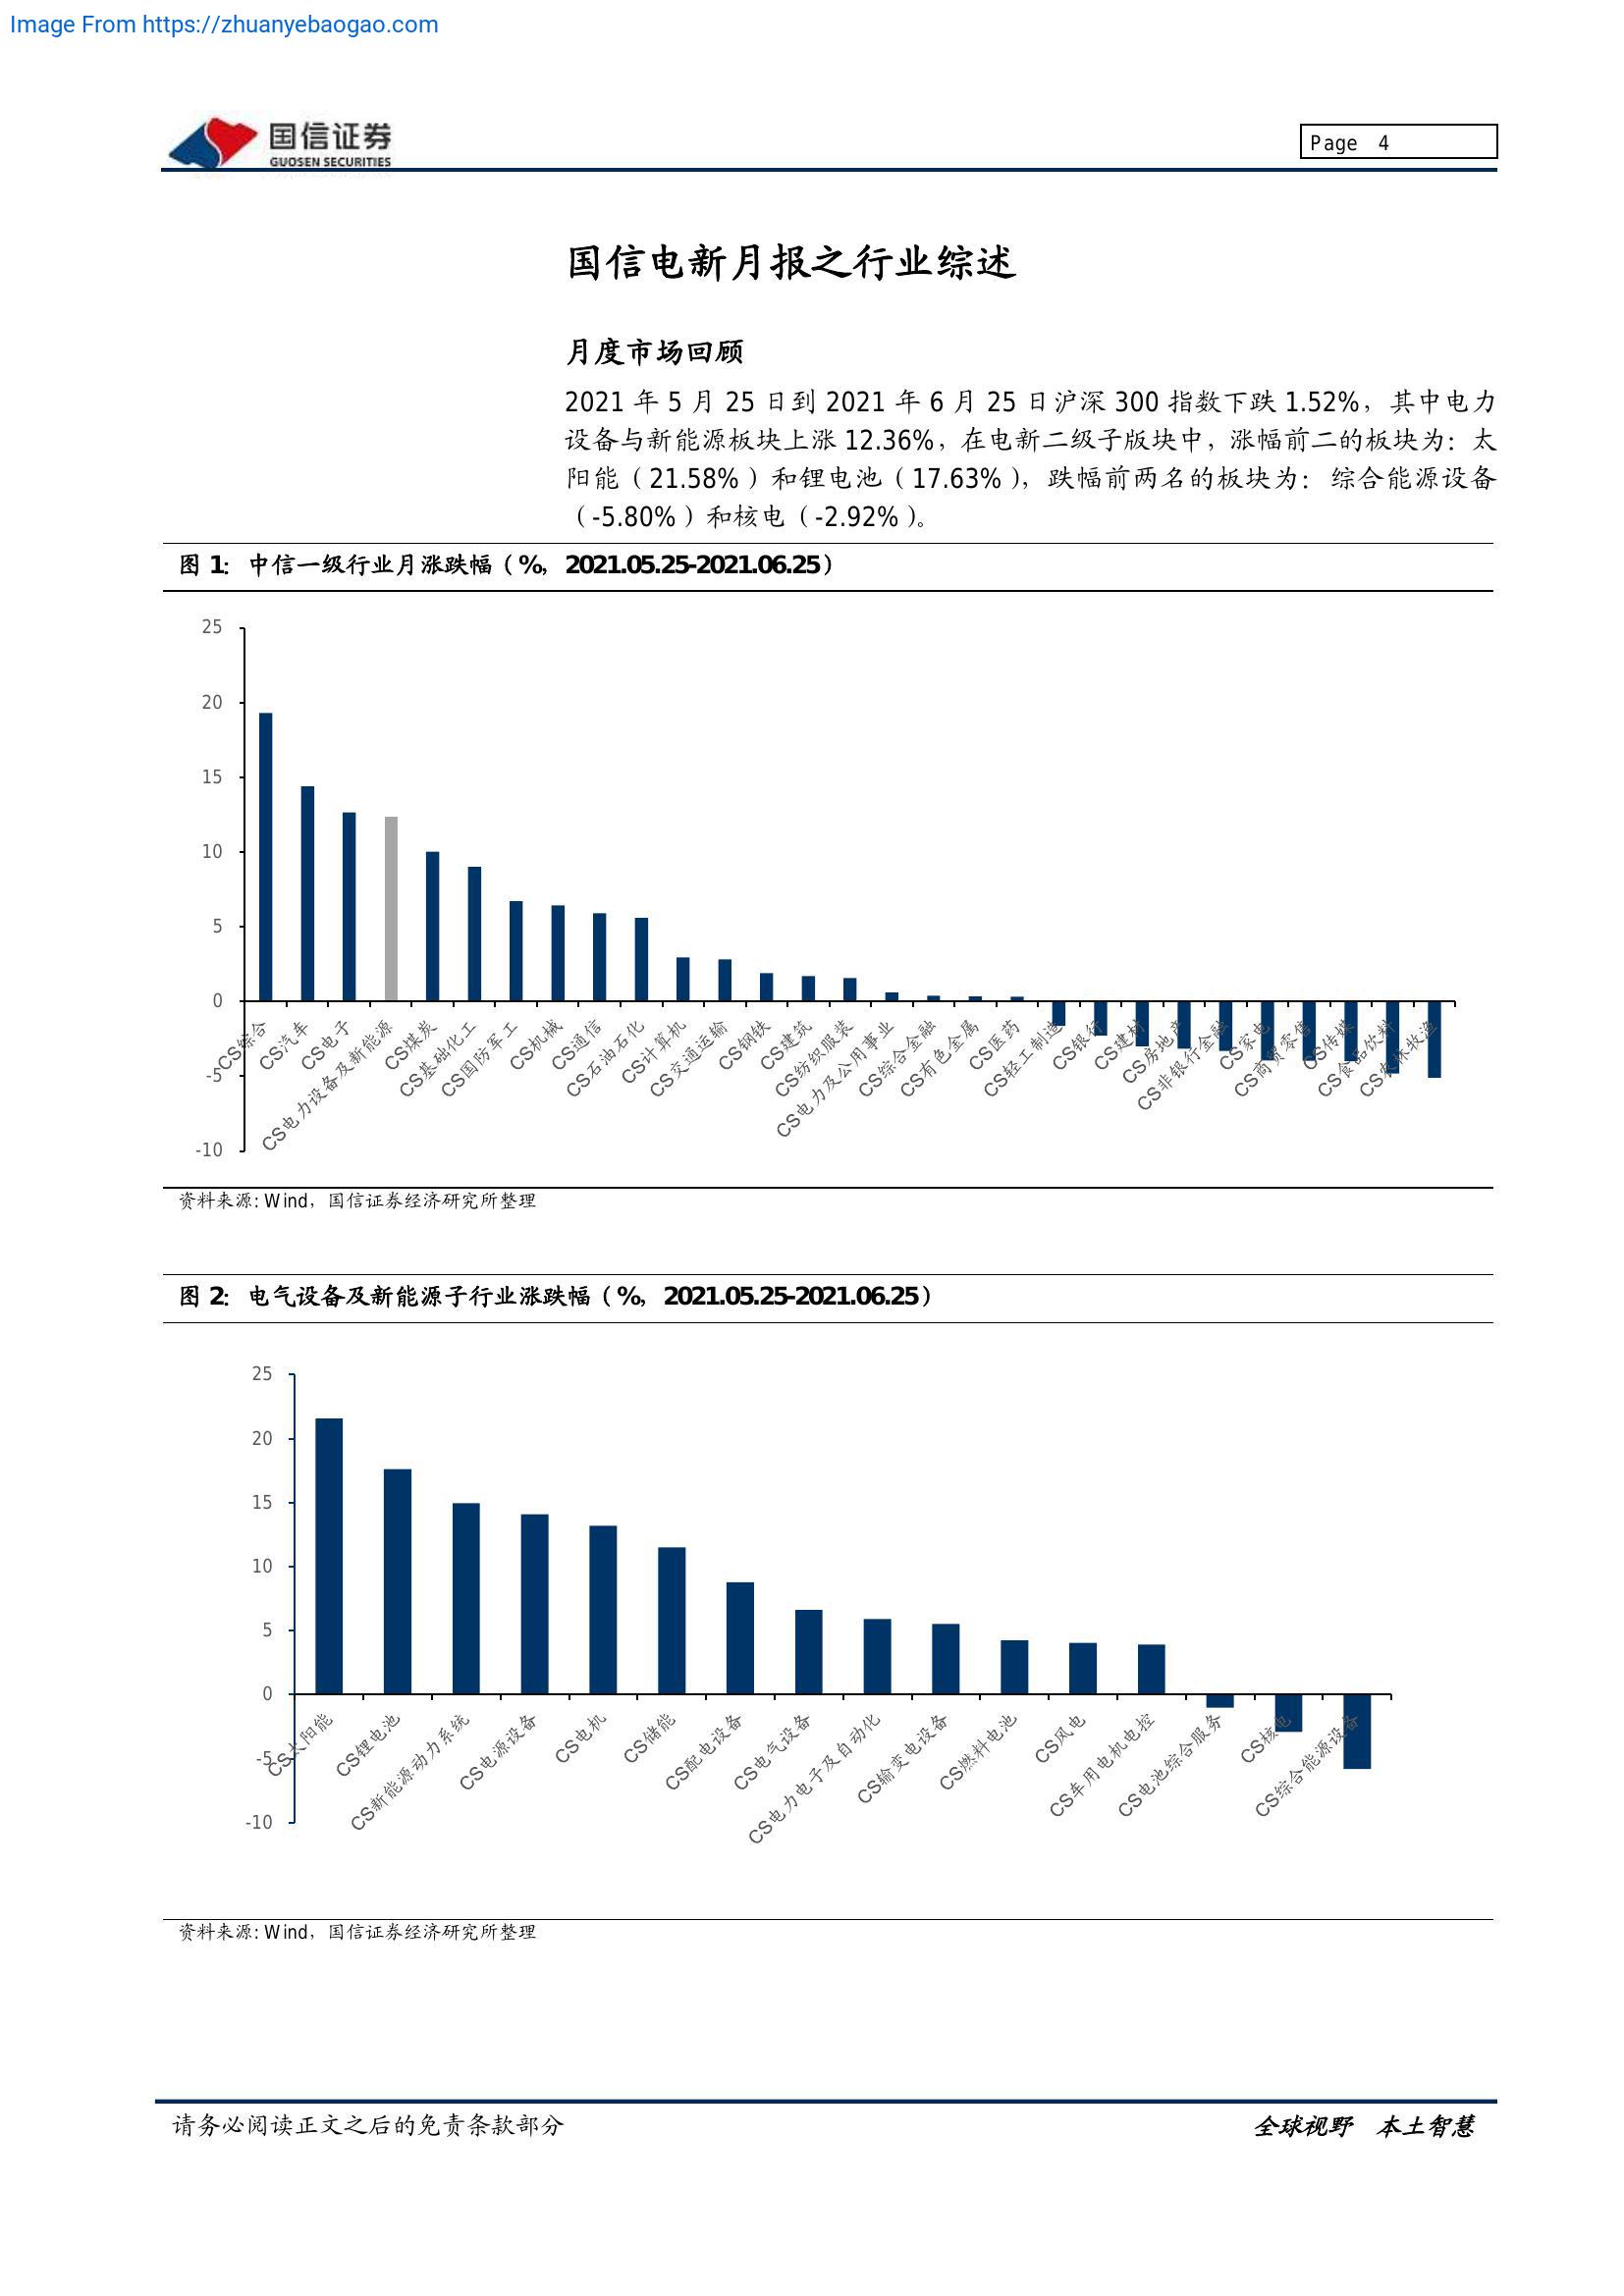 Image From https://zhuanyebaogao.com
国信证券
GUOSEN SECURITIES
Page 4
国信电新月报之行业综述
月度市场回顾
2021 年 5 月 25 日到 2021 年 6 月 25 日沪深 300 指数下跌 1.52%，其中电力
设备与新能源板块上涨 12.36%，在电新二级子版块中，涨幅前二的板块为：太
阳能（21.58%）和锂电池（17.63%），跌幅前两名的板块为：综合能源设备
（-5.80%）和核电（-2.92%）。
图 1：中信一级行业月涨跌幅（%，2021.05.25-2021.06.25）
25
20
15
10
5
0
-5
-10
CS综合
CS汽车
CS电子
CS电力设备及新能源
CS煤炭
CS基础化工
CS国防军工
CS机械
CS通信
CS石油石化
CS计算机
CS交通运输
CS钢铁
CS建筑
CS纺织服装
CS电力及公用事业
CS综合金融
CS有色金属
CS医药
CS轻工制造
CS银行
CS建材
CS房地产
CS非银行金融
CS家电
CS商贸零售
CS传媒
CS食品饮料
CS农林牧渔
资料来源: Wind，国信证券经济研究所整理
图 2：电气设备及新能源子行业涨跌幅（%，2021.05.25-2021.06.25）
25
20
15
10
5
0
-5
-10
CS太阳能
CS锂电池
CS新能源动力系统
CS电源设备
CS电机
CS储能
CS配电设备
CS电气设备
CS电力电子及自动化
CS输变电设备
CS燃料电池
CS风电
CS车用电机电控
CS电池综合服务
CS核电
CS综合能源设备
资料来源: Wind，国信证券经济研究所整理
请务必阅读正文之后的免责条款部分
全球视野 本土智慧